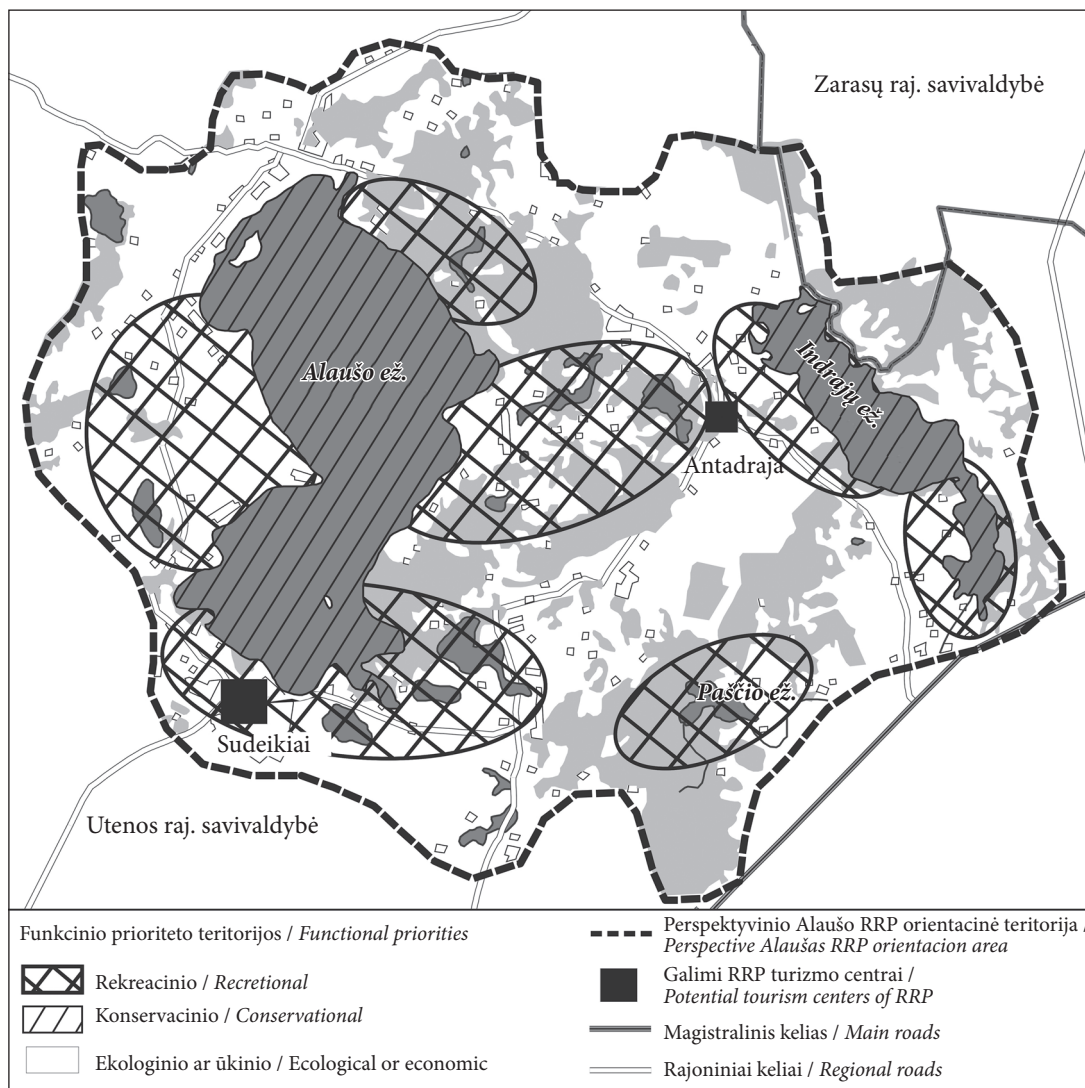 Zarasų raj. savivaldybė
Alaušo ež.
Indrajų ež.
Antadraja
Paščio ež.
Sudeikiai
Utenos raj. savivaldybė
Funkcinio prioriteto teritorijos / Functional priorities
Rekreacinio / Recretional
Konservacinio / Conservational
Ekologinio ar ūkinio / Ecological or economic
Perspektyvinio Alaušo RRP orientacinė teritorija /
Perspective Alaušas RRP orientacion area
Galimi RRP turizmo centrai /
Potential tourism centers of RRP
Magistralinis kelias / Main roads
Rajoniniai keliai / Regional roads